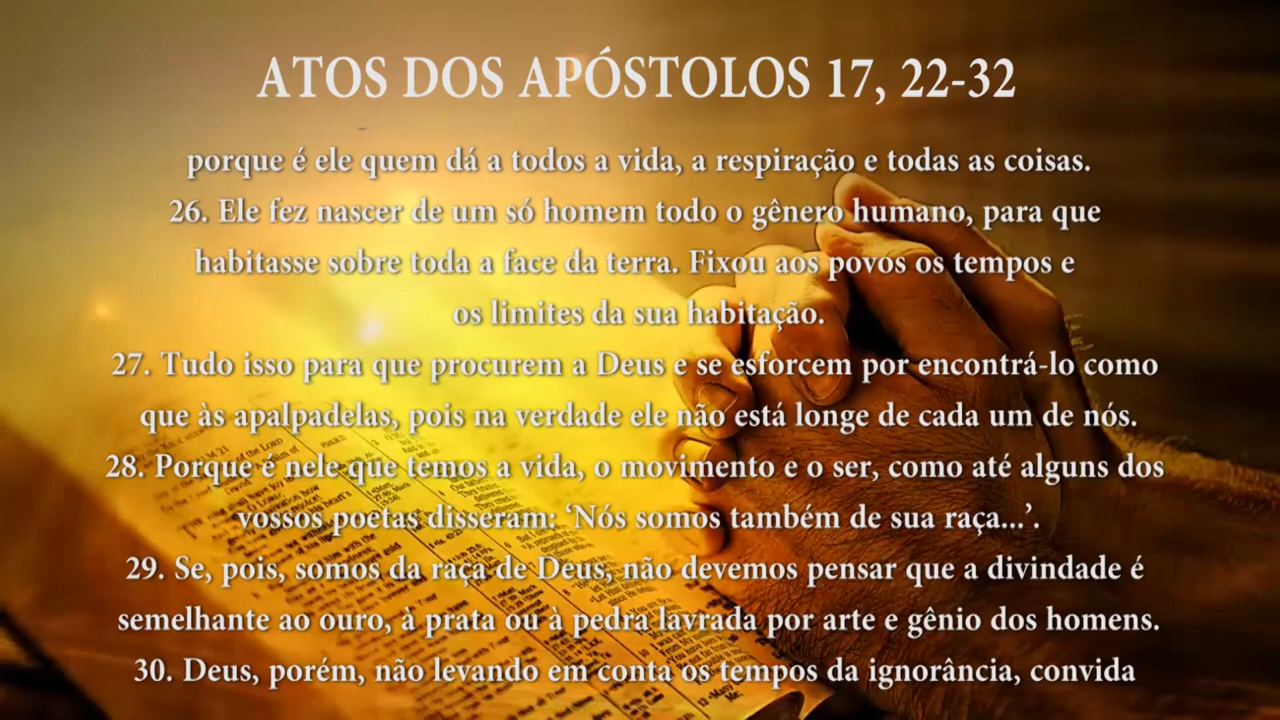 ATOS DOS APÓSTOLOS 17, 22-32
porque é ele quem dá a todos a vida, a respiração e todas as coisas.
26. Ele fez nascer de um só homem todo o gênero humano, para que
habitasse sobre toda a face da terra. Fixou aos povos os tempos e
os limites da sua habitação.
27. Tudo isso para que procurem a Deus e se esforcem por encontrá-lo como
que às apalpadelas, pois na verdade ele não está longe de cada um de nós.
28. Porque é nele que temos a vida, o movimento e o ser, como até alguns dos
vossos poetas disseram: ‘Nós somos também de sua raça...’.
29. Se, pois, somos da raça de Deus, não devemos pensar que a divindade é
semelhante ao ouro, à prata ou à pedra lavrada por arte e gênio dos homens.
30. Deus, porém, não levando em conta os tempos da ignorância, convida